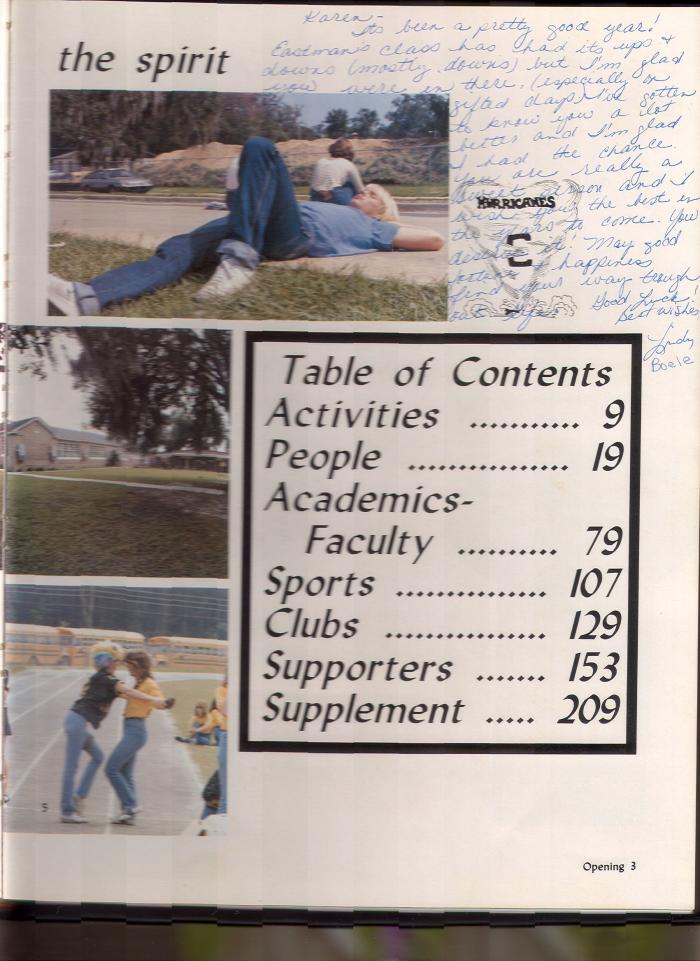 Karen-
Its been a pretty good year!
the spirit
Eastman's class has had its ups +
downs (mostly downs) but I'm glad
you were in there, (especially on
gifted days) I've gotten
to know you a lot
better and I'm glad
I had the chance.
You are really a
sweet person and I
wish you the best in
the years to come. You
deserve it! May good
fortune + happiness
find your way trough
out life. Good Luck!
Best wishes
Lindy
Boele
HURRICANES
C
Table of Contents
Activities ........... 9
People ................ 19
Academics-
Faculty .......... 79
Sports ............... 107
Clubs ................ 129
Supporters ....... 153
Supplement ..... 209
5
Opening 3